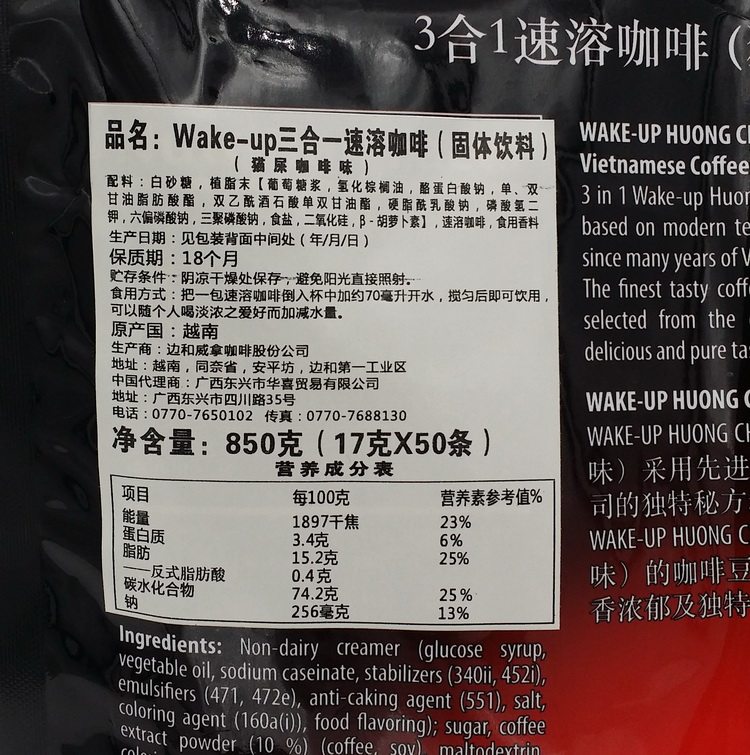 3合1速溶咖啡 (
品名: Wake-up三合一速溶咖啡(固体饮料)
(猫屎咖啡味)
配料:白砂糖,植脂末【葡萄糖浆,氢化棕榈油,酪蛋白酸钠,单、双
甘油脂肪酸酯,双乙酰酒石酸单双甘油酯,硬脂酰乳酸钠,磷酸氢二
钾,六偏磷酸钠,三聚磷酸钠,食盐,二氧化硅,β-胡萝卜素】,速溶咖啡,食用香料
生产日期:见包装背面中间处(年/月/日)
保质期:18个月
贮存条件:阴凉干燥处保存,避免阳光直接照射.
食用方式:把一包速溶咖啡倒入杯中加约70毫升开水,搅匀后即可饮用,
可以随个人喝淡浓之爱好而加减水量。
原产国:越南
生产商:边和威拿咖啡股份公司
地址:越南,同奈省,安平坊,边和第一工业区
中国代理商:广西东兴市华喜贸易有限公司
地址:广西东兴市四川路35号
电话:0770-7650102 传真:0770-7688130
净含量: 850克(17克X50条)
营养成分表
项目 每100克 营养素参考值%
能量 1897千焦 23%
蛋白质 3.4克 6%
脂肪 15.2克 25%
——反式脂肪酸 0.4克
碳水化合物 74.2克 25%
钠 256毫克 13%
Ingredients: Non-dairy creamer (glucose syrup,
vegetable oil, sodium caseinate, stabilizers (340ii, 452i),
emulsifiers (471, 472e), anti-caking agent (551), salt,
coloring agent (160a(i)), food flavoring); sugar, coffee
extract powder (10 %) (coffee, soy), maltodextrin,
WAKE-UP HUONG C
Vietnamese Coffee
3 in 1 Wake-up Huon
based on modern te
since many years of V
The finest tasty coff
selected from the
delicious and pure ta
WAKE-UP HUONG C
WAKE-UP HUONG CH
味)采用先进
司的独特秘方
WAKE-UP HUONG C
味)的咖啡豆
香浓郁及独特